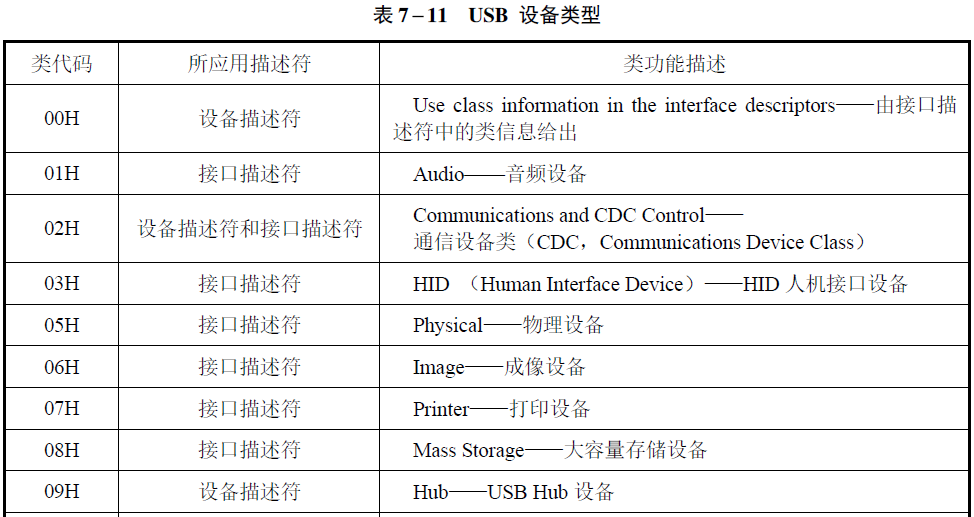 表7-11 USB 设备类型
类代码 所应用描述符 类功能描述
00H 设备描述符 Use class information in the interface descriptors——由接口描
述符中的类信息给出
01H 接口描述符 Audio——音频设备
02H 设备描述符和接口描述符 Communications and CDC Control——
通信设备类（CDC，Communications Device Class）
03H 接口描述符 HID （Human Interface Device）——HID 人机接口设备
05H 接口描述符 Physical——物理设备
06H 接口描述符 Image——成像设备
07H 接口描述符 Printer——打印设备
08H 接口描述符 Mass Storage——大容量存储设备
09H 设备描述符 Hub——USB Hub 设备